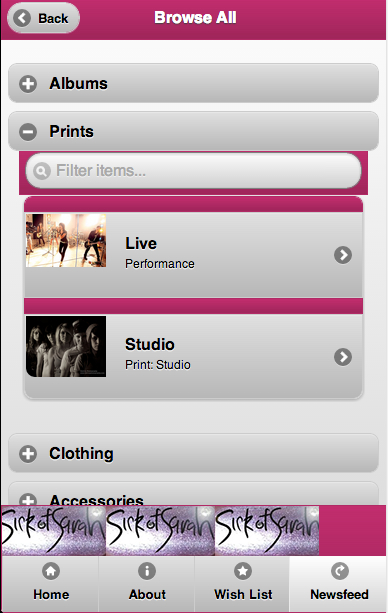 Back
Browse All
Albums
Prints
Filter items...
Live
Performance
Studio
Print: Studio
Clothing
Accessories
Sick of Sarah Sick of Sarah Sick of Sarah
Home About Wish List Newsfeed